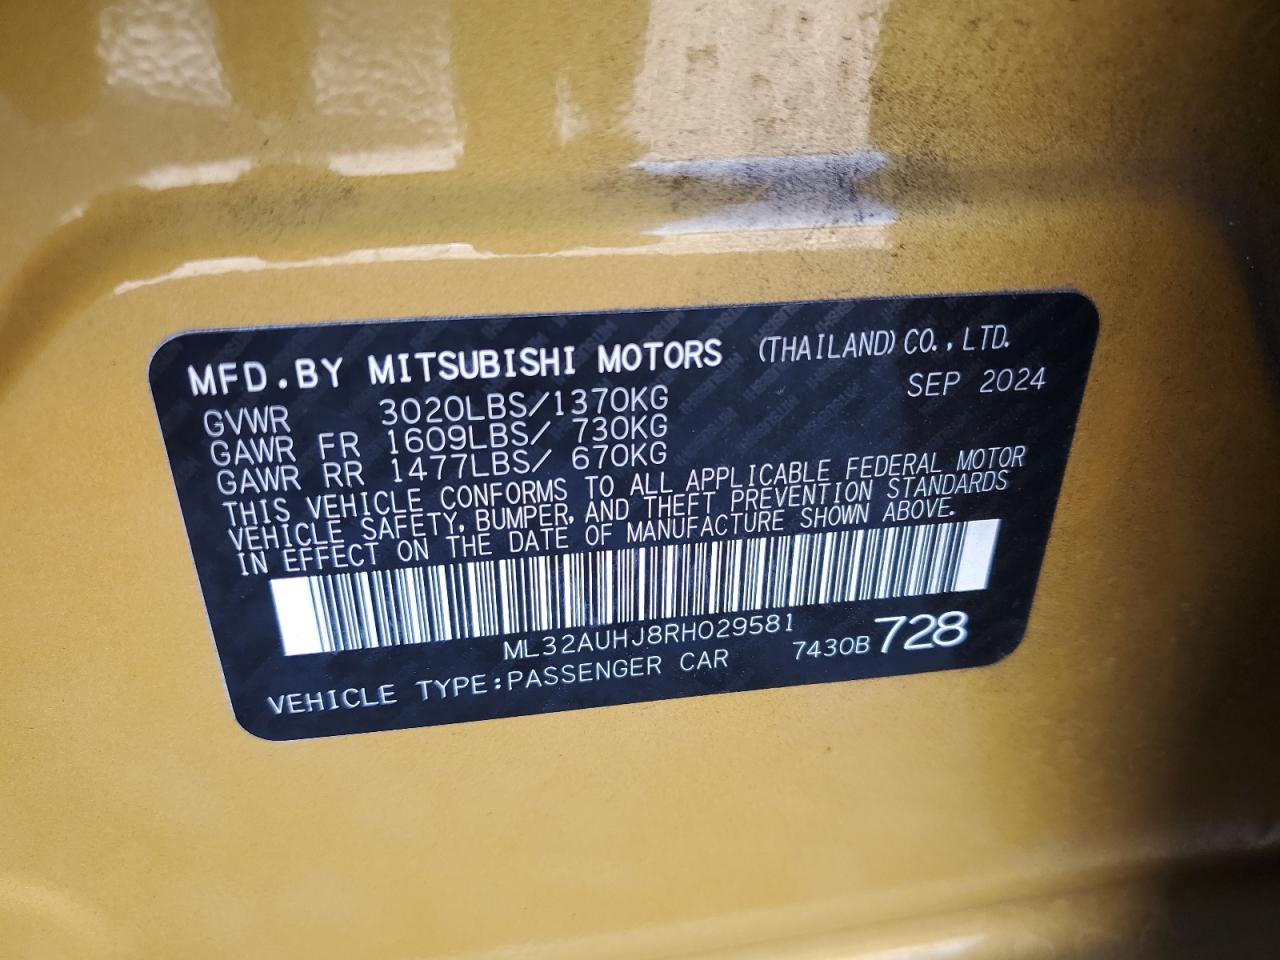 MFD.BY MITSUBISHI MOTORS (THAILAND) CO., LTD.
SEP 2024
GVWR 3020LBS/1370KG
GAWR FR 1609LBS/ 730KG
GAWR RR 1477LBS/ 670KG
THIS VEHICLE CONFORMS TO ALL APPLICABLE FEDERAL MOTOR
VEHICLE SAFETY, BUMPER, AND THEFT PREVENTION STANDARDS
IN EFFECT ON THE DATE OF MANUFACTURE SHOWN ABOVE.
ML32AUHJ8RH029581
VEHICLE TYPE:PASSENGER CAR 7430B 728